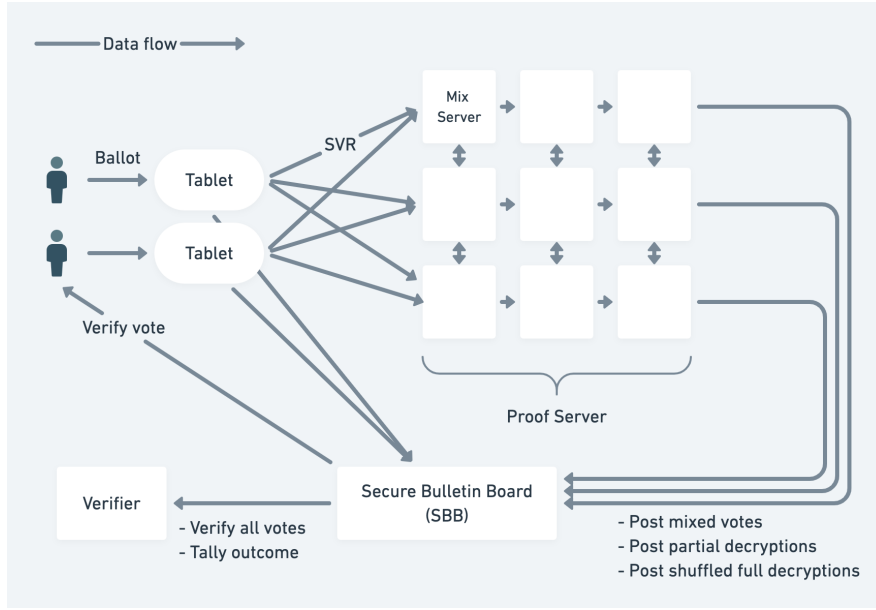 Data flow
Mix
Server
SVR
Ballot
Tablet
Tablet
Verify vote
Proof Server
Secure Bulletin Board
(SBB)
Verifier
- Verify all votes
- Tally outcome
- Post mixed votes
- Post partial decryptions
- Post shuffled full decryptions